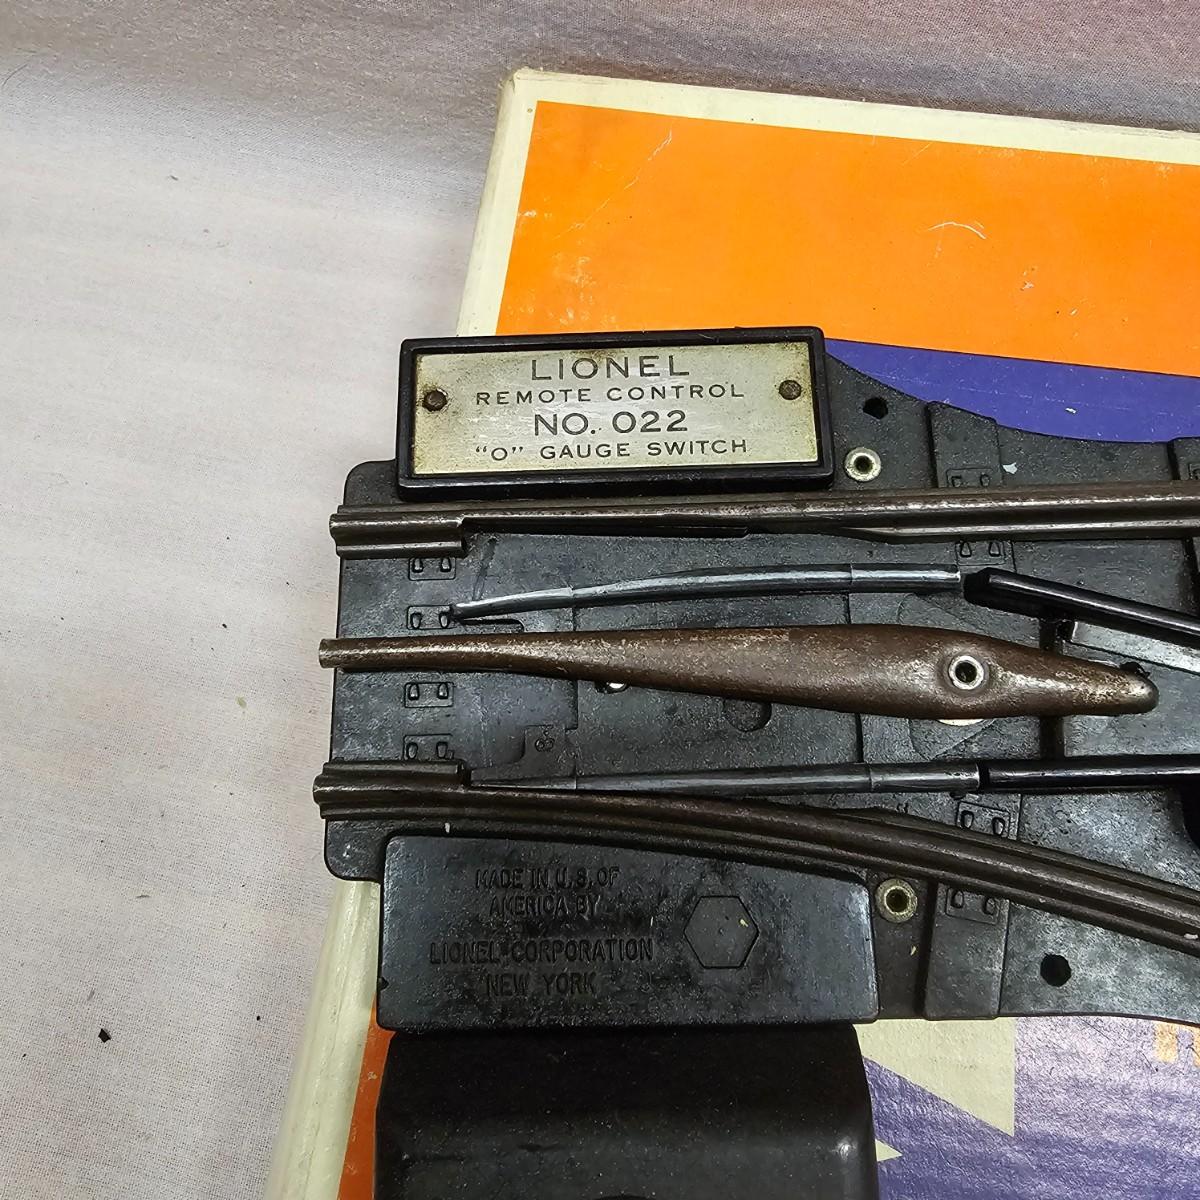 LIONEL
REMOTE CONTROL
NO. 022
"O" GAUGE SWITCH
MADE IN U.S. OF
AMERICA BY
LIONEL CORPORATION
NEW YORK